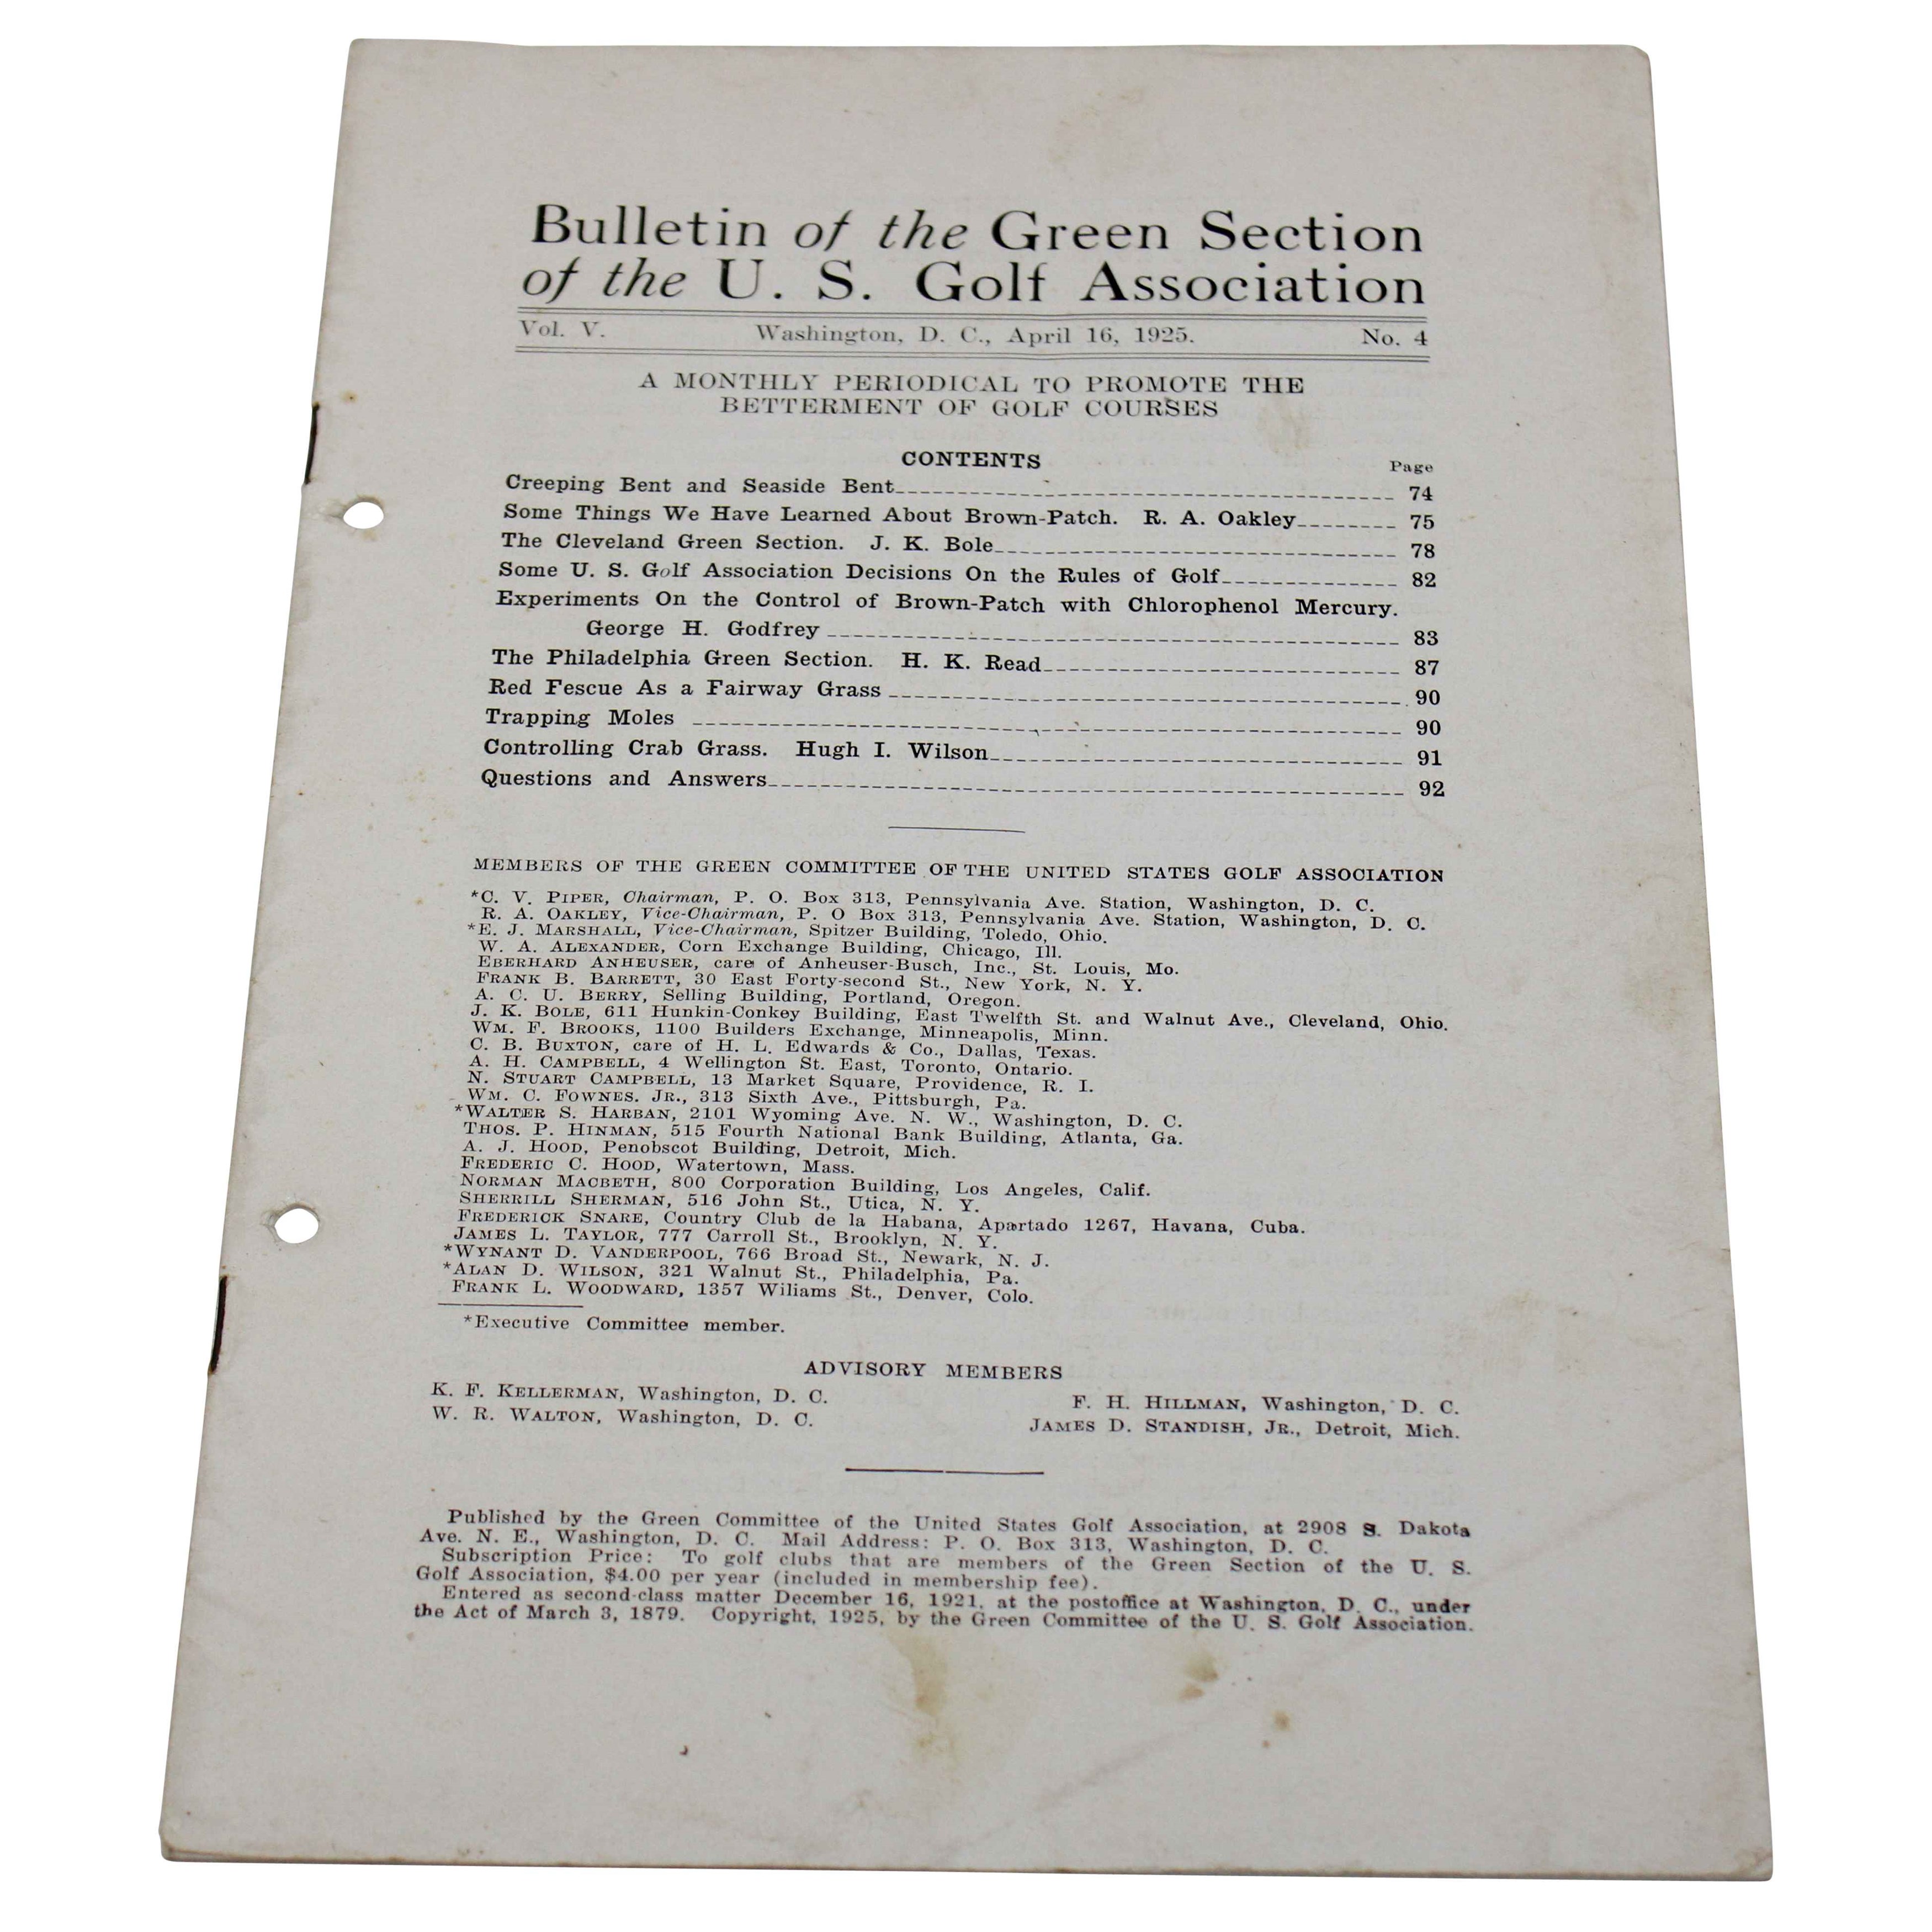 Bulletin of the Green Section
of the U. S. Golf Association
Vol. V. Washington, D. C., April 16, 1925. No. 4
A MONTHLY PERIODICAL TO PROMOTE THE
BETTERMENT OF GOLF COURSES
CONTENTS Page
Creeping Bent and Seaside Bent 74
Some Things We Have Learned About Brown-Patch. R. A. Oakley 75
The Cleveland Green Section. J. K. Bole 78
Some U. S. Golf Association Decisions On the Rules of Golf 82
Experiments On the Control of Brown-Patch with Chlorophenol Mercury.
George H. Godfrey 83
The Philadelphia Green Section. H. K. Read 87
Red Fescue As a Fairway Grass 90
Trapping Moles 90
Controlling Crab Grass. Hugh I. Wilson 91
Questions and Answers 92
MEMBERS OF THE GREEN COMMITTEE OF THE UNITED STATES GOLF ASSOCIATION
*C. V. PIPER, Chairman, P. O. Box 313, Pennsylvania Ave. Station, Washington, D. C.
R. A. OAKLEY, Vice-Chairman, P. O Box 313, Pennsylvania Ave. Station, Washington, D. C.
*E. J. MARSHALL, Vice-Chairman, Spitzer Building, Toledo, Ohio.
W. A. ALEXANDER, Corn Exchange Building, Chicago, Ill.
EBERHARD ANHEUSER, care of Anheuser-Busch, Inc., St. Louis, Mo.
FRANK B. BARRETT, 30 East Forty-second St., New York, N. Y.
A. C. U. BERRY, Selling Building, Portland, Oregon.
J. K. BOLE, 611 Hunkin-Conkey Building, East Twelfth St. and Walnut Ave., Cleveland, Ohio.
WM. F. BROOKS, 1100 Builders Exchange, Minneapolis, Minn.
C. B. BUXTON, care of H. L. Edwards & Co., Dallas, Texas.
A. H. CAMPBELL, 4 Wellington St. East, Toronto, Ontario.
N. STUART CAMPBELL, 13 Market Square, Providence, R. I.
WM. C. FOWNES. JR., 313 Sixth Ave., Pittsburgh, Pa.
*WALTER S. HARBAN, 2101 Wyoming Ave. N. W., Washington, D. C.
THOS. P. HINMAN, 515 Fourth National Bank Building, Atlanta, Ga.
A. J. HOOD, Penobscot Building, Detroit, Mich.
FREDERIC C. HOOD, Watertown, Mass.
NORMAN MACBETH, 800 Corporation Building, Los Angeles, Calif.
SHERRILL SHERMAN, 516 John St., Utica, N. Y.
FREDERICK SNARE, Country Club de la Habana, Apartado 1267, Havana, Cuba.
JAMES L. TAYLOR, 777 Carroll St., Brooklyn, N. Y.
*WYNANT D. VANDERPOOL, 766 Broad St., Newark, N. J.
*ALAN D. WILSON, 321 Walnut St., Philadelphia, Pa.
FRANK L. WOODWARD, 1357 Wiliams St., Denver, Colo.
*Executive Committee member.
ADVISORY MEMBERS
K. F. KELLERMAN, Washington, D. C. F. H. HILLMAN, Washington, D. C.
W. R. WALTON, Washington, D. C. JAMES D. STANDISH, JR., Detroit, Mich.
Published by the Green Committee of the United States Golf Association, at 2908 S. Dakota
Ave. N. E., Washington, D. C. Mail Address: P. O. Box 313, Washington, D. C.
Subscription Price: To golf clubs that are members of the Green Section of the U. S.
Golf Association, $4.00 per year (included in membership fee).
Entered as second-class matter December 16, 1921, at the postoffice at Washington, D. C., under
the Act of March 3, 1879. Copyright, 1925, by the Green Committee of the U. S. Golf Association.